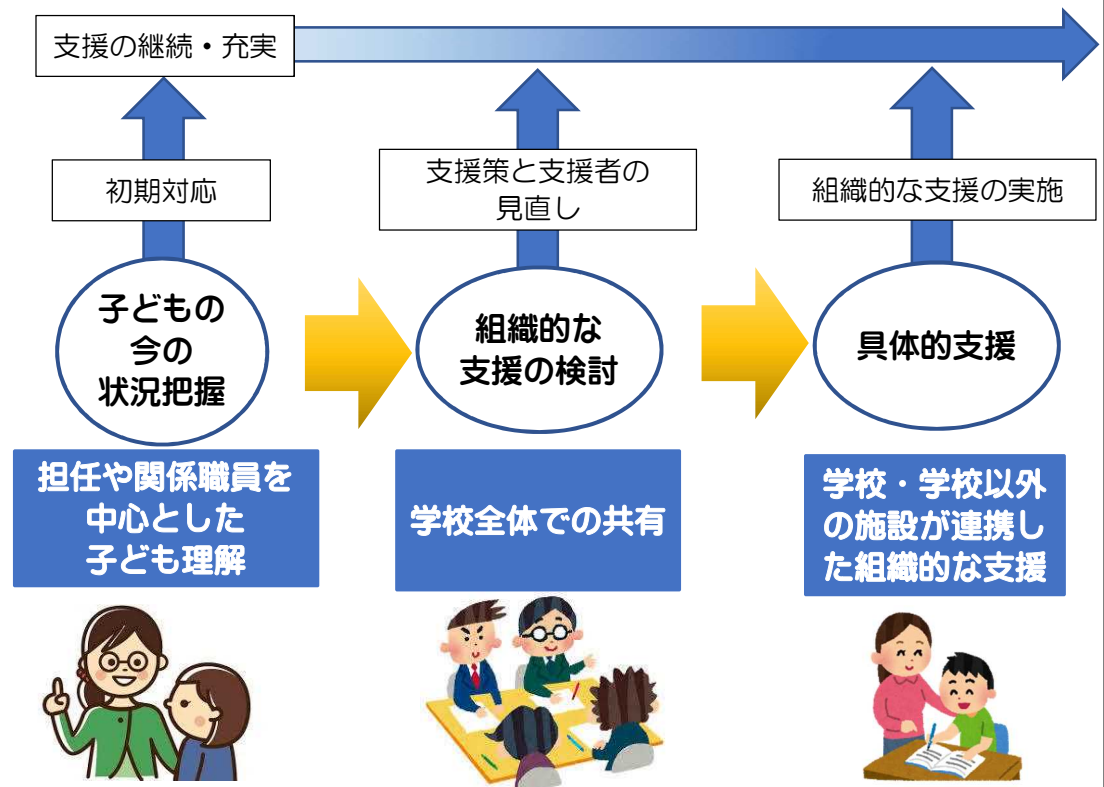 支援の継続・充実
初期対応
支援策と支援者の
見直し
組織的な支援の実施
子どもの
今の
状況把握
組織的な
支援の検討
具体的支援
担任や関係職員を
中心とした
子ども理解
学校全体での共有
学校・学校以外
の施設が連携し
た組織的な支援